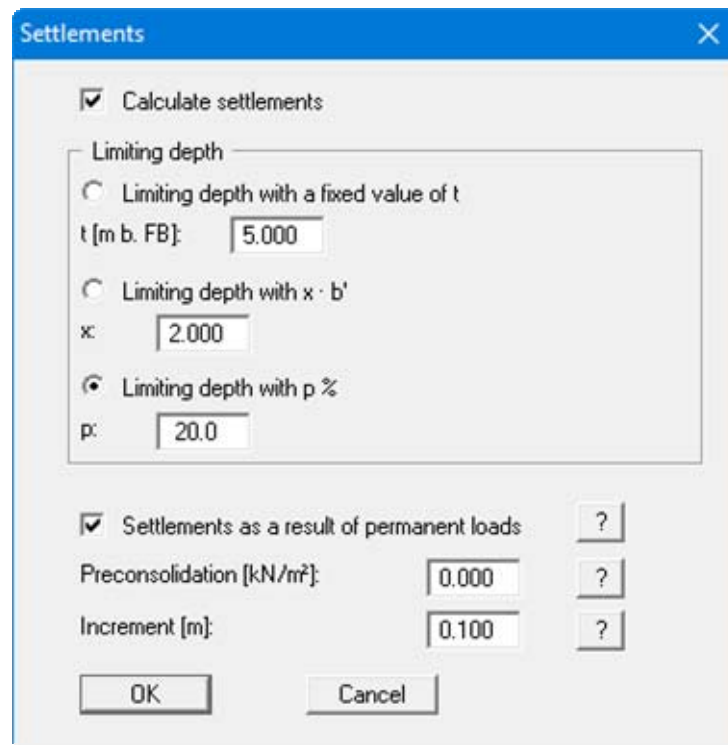 Settlements
Calculate settlements
Limiting depth
Limiting depth with a fixed value of t
t [m b. FB]: 5.000
Limiting depth with x · b'
x: 2.000
Limiting depth with p %
p: 20.0
Settlements as a result of permanent loads ?
Preconsolidation [kN/m²]: 0.000 ?
Increment [m]: 0.100 ?
OK Cancel